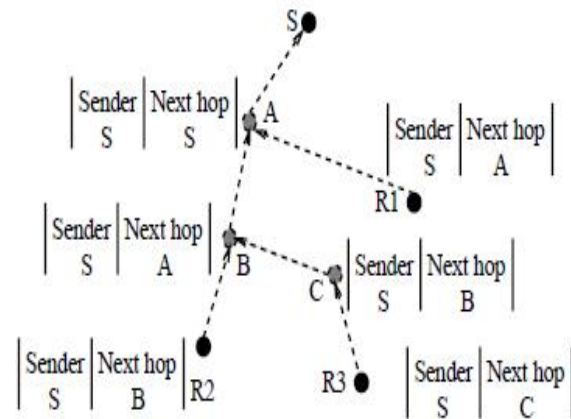 S
Sender Next hop
S S
A
Sender Next hop
S A
R1
Sender Next hop
S A
B
C
Sender Next hop
S B
Sender Next hop
S B
R2
R3
Sender Next hop
S C